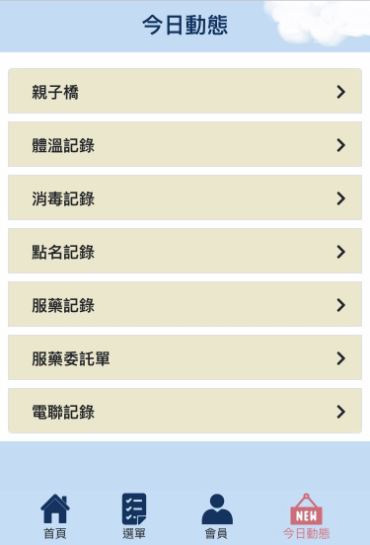 今日動態
親子橋
體溫記錄
消毒記錄
點名記錄
服藥記錄
服藥委託單
電聯記錄
NEW
首頁
選單
會員
今日動態